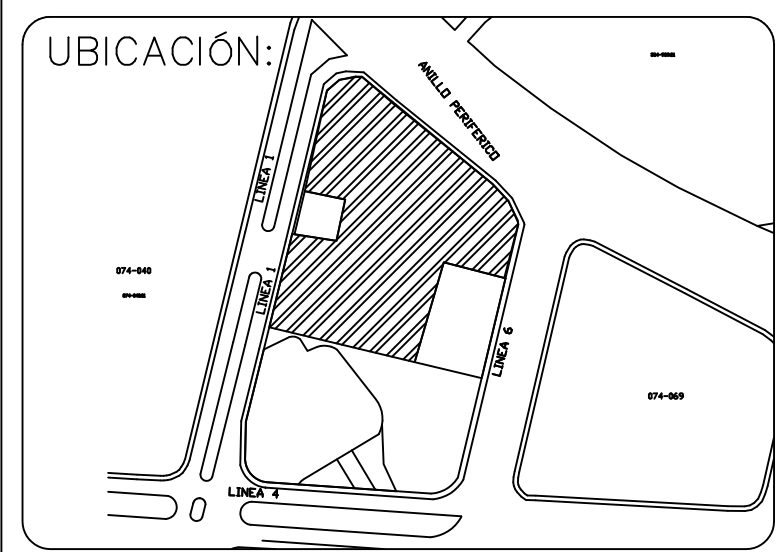 UBICACIÓN:
ANILLO PERIFERICO
LINEA 1
074-040
LINEA 1
LINEA 6
074-069
LINEA 4